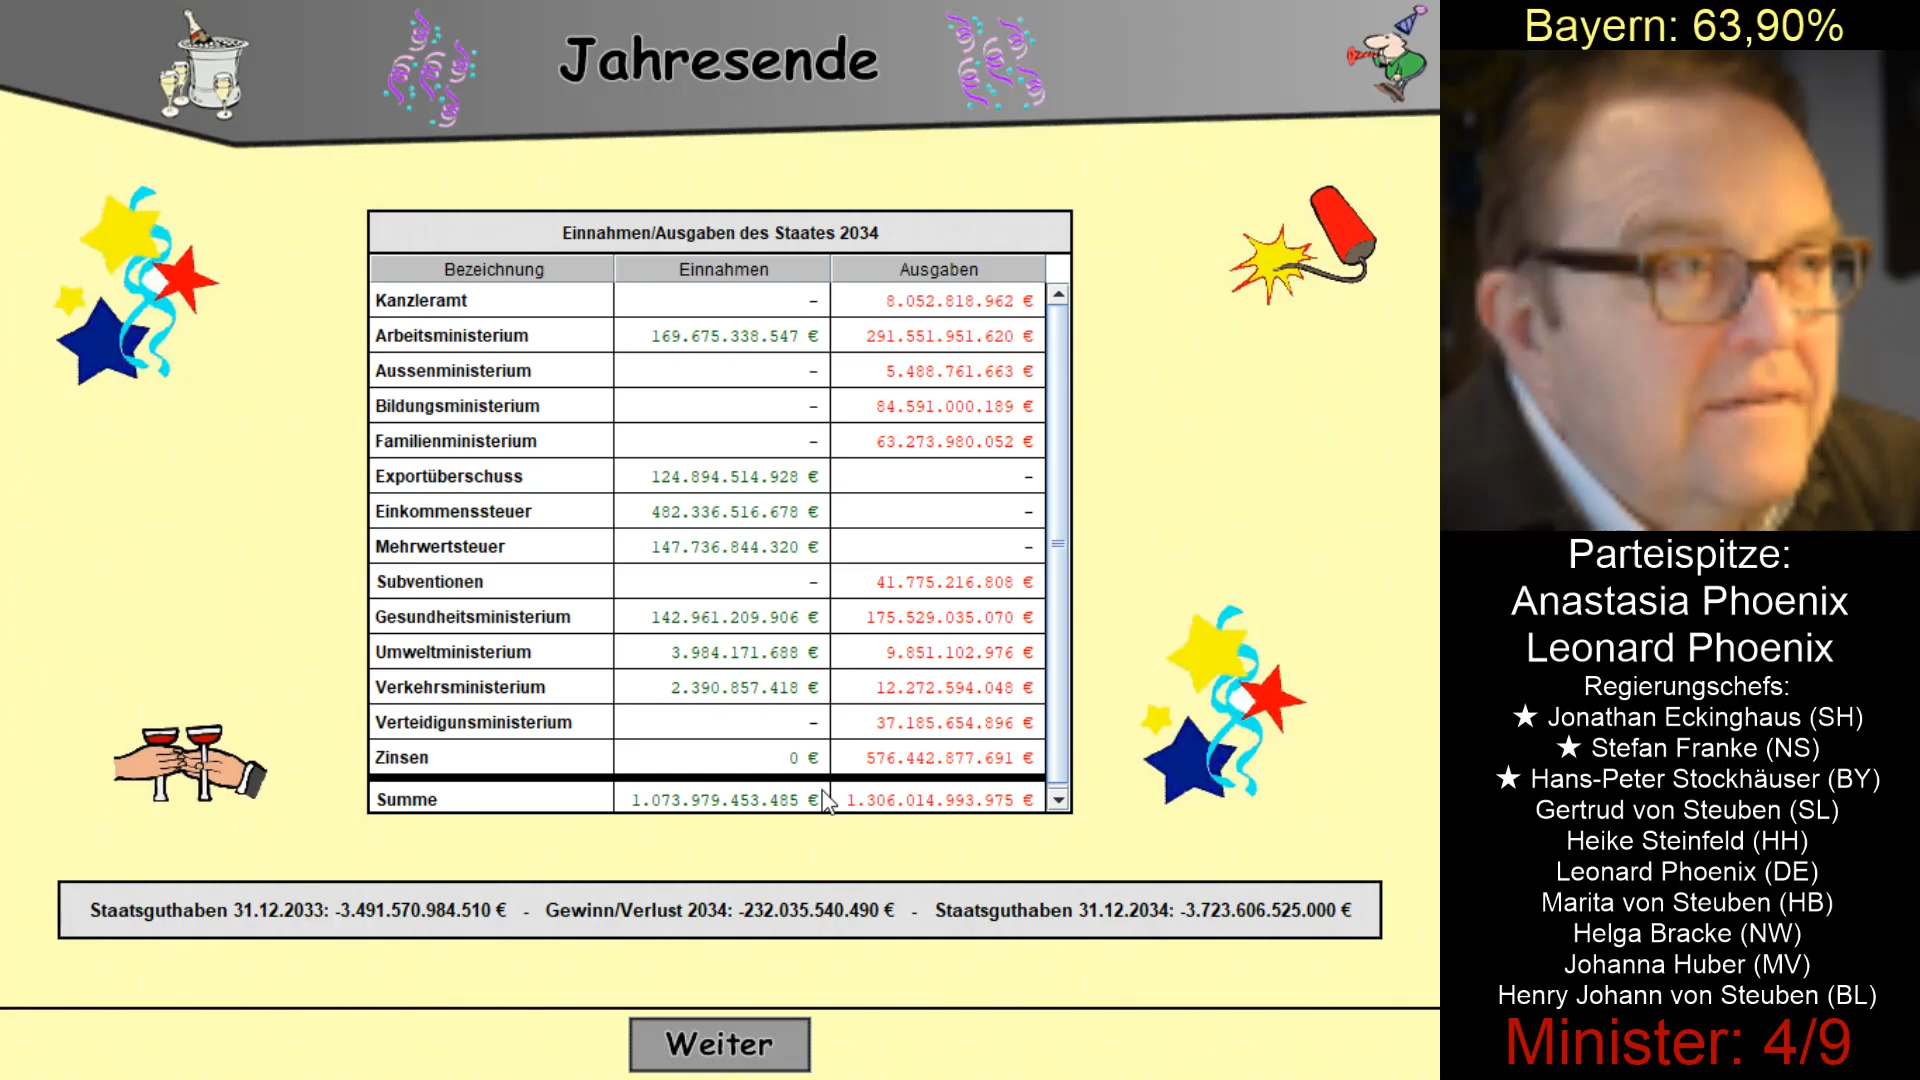 Jahresende
Einnahmen/Ausgaben des Staates 2034
Bezeichnung Einnahmen Ausgaben
Kanzleramt – 8.052.818.962 €
Arbeitsministerium 169.675.338.547 € 291.551.951.620 €
Aussenministerium – 5.488.761.663 €
Bildungsministerium – 84.591.000.189 €
Familienministerium – 63.273.980.052 €
Exportüberschuss 124.894.514.928 € –
Einkommenssteuer 482.336.516.678 € –
Mehrwertsteuer 147.736.844.320 € –
Subventionen – 41.775.216.808 €
Gesundheitsministerium 142.961.209.906 € 175.529.035.070 €
Umweltministerium 3.984.171.688 € 9.851.102.976 €
Verkehrsministerium 2.390.857.418 € 12.272.594.048 €
Verteidigunsministerium – 37.185.654.896 €
Zinsen 0 € 576.442.877.691 €
Summe 1.073.979.453.485 € 1.306.014.993.975 €
Staatsguthaben 31.12.2033: -3.491.570.984.510 € - Gewinn/Verlust 2034: -232.035.540.490 € - Staatsguthaben 31.12.2034: -3.723.606.525.000 €
Weiter
Bayern: 63,90%
Parteispitze:
Anastasia Phoenix
Leonard Phoenix
Regierungschefs:
★ Jonathan Eckinghaus (SH)
★ Stefan Franke (NS)
★ Hans-Peter Stockhäuser (BY)
Gertrud von Steuben (SL)
Heike Steinfeld (HH)
Leonard Phoenix (DE)
Marita von Steuben (HB)
Helga Bracke (NW)
Johanna Huber (MV)
Henry Johann von Steuben (BL)
Minister: 4/9